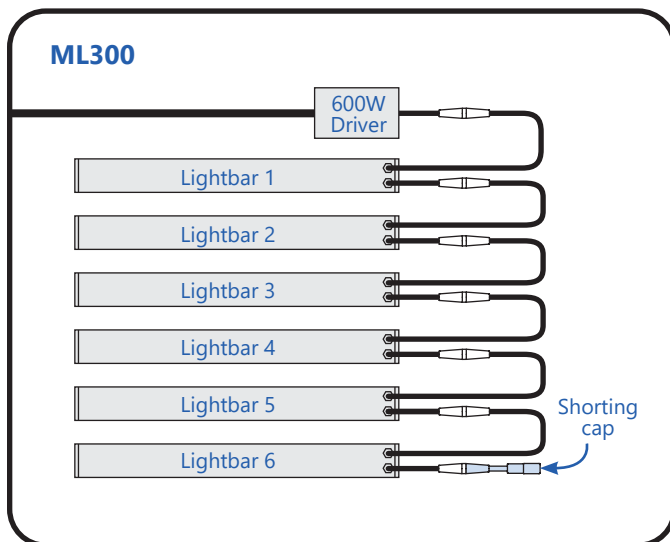 ML300
600W
Driver
Lightbar 1
Lightbar 2
Lightbar 3
Lightbar 4
Lightbar 5
Shorting
cap
Lightbar 6